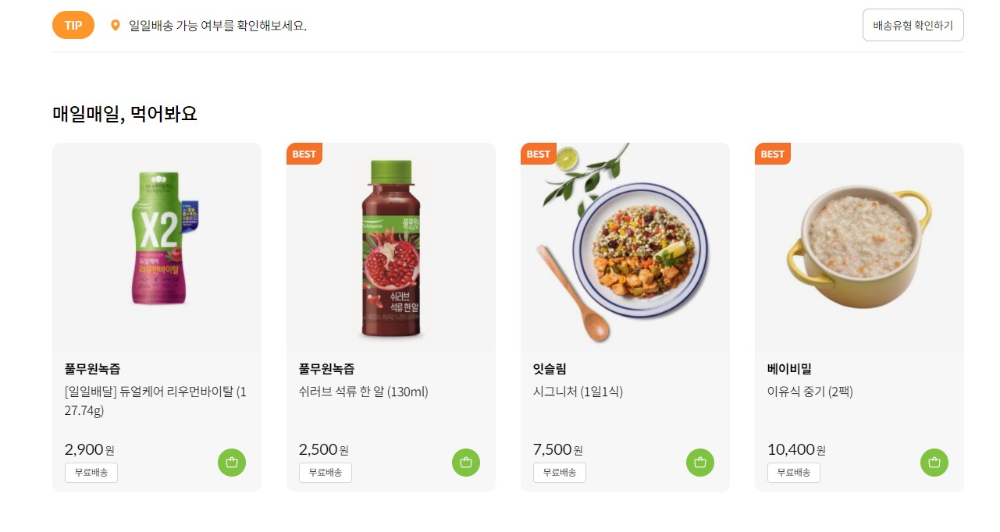 TIP 일일배송 가능 여부를 확인해보세요. 배송유형 확인하기
매일매일, 먹어봐요
BEST BEST BEST
X2
듀얼케어
리우먼바이탈
풀무원
쉬러브
석류 한 알
풀무원녹즙
[일일배달] 듀얼케어 리우먼바이탈 (1
27.74g)
2,900 원
무료배송
풀무원녹즙
쉬러브 석류 한 알 (130ml)
2,500 원
무료배송
잇슬림
시그니처 (1일1식)
7,500 원
무료배송
베이비밀
이유식 중기 (2팩)
10,400 원
무료배송